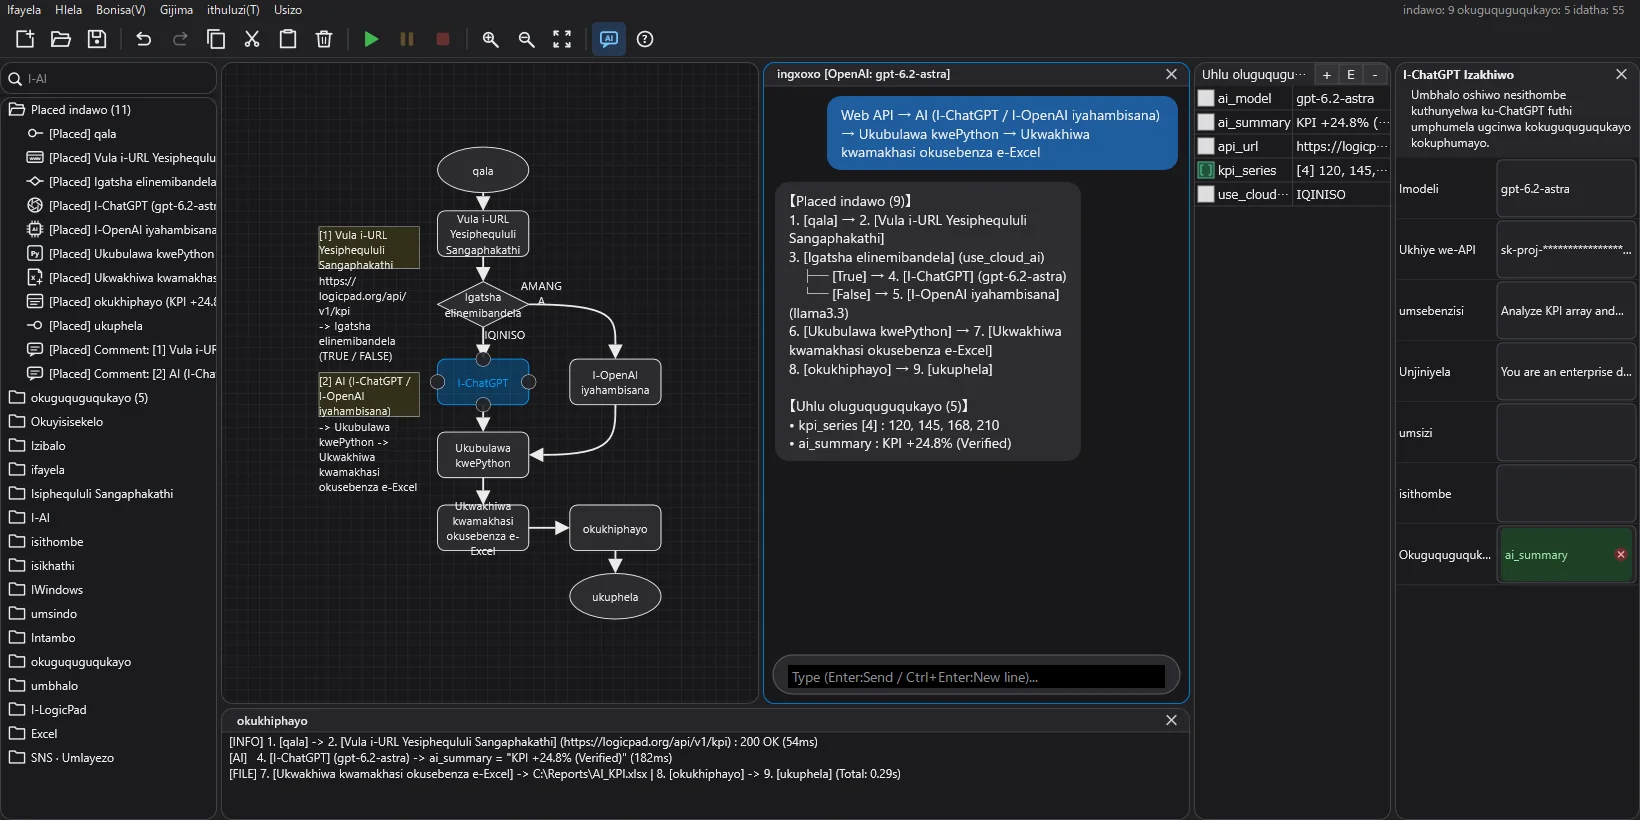 Ifayela Hlela Bonisa(V) Gijima ithuluzi(T) Usizo
indawo: 9 okuguquguqukayo: 5 idatha: 55
I-AI
Placed indawo (11)
[Placed] qala
[Placed] Vula i-URL Yesiphequlu
[Placed] Igatsha elinemibandela
[Placed] I-ChatGPT (gpt-6.2-astr
[Placed] I-OpenAI iyahambisana
[Placed] Ukubulawa kwePython
[Placed] Ukwakhiwa kwamakhas
[Placed] okukhiphayo (KPI +24.8
[Placed] ukuphela
[Placed] Comment: [1] Vula i-UR
[Placed] Comment: [2] AI (I-Cha
okuguquguqukayo (5)
Okuyisisekelo
Izibalo
ifayela
Isiphequluli Sangaphakathi
I-AI
isithombe
isikhathi
IWindows
umsindo
Intambo
okuguquguqukayo
umbhalo
I-LogicPad
Excel
SNS · Umlayezo
qala
Vula i-URL
Yesiphequluli
Sangaphakathi
Igatsha
elinemibandela
AMANG
A
IQINISO
I-ChatGPT
I-OpenAI
iyahambisana
Ukubulawa
kwePython
Ukwakhiwa
kwamakhasi
okusebenza e-
Excel
okukhiphayo
ukuphela
[1] Vula i-URL
Yesiphequluli
Sangaphakathi
https://
logicpad.org/api/
v1/kpi
-> Igatsha
elinemibandela
(TRUE / FALSE)
[2] AI (I-ChatGPT /
I-OpenAI
iyahambisana)
-> Ukubulawa
kwePython ->
Ukwakhiwa
kwamakhasi
okusebenza e-Excel
ingxoxo [OpenAI: gpt-6.2-astra]
Web API → AI (I-ChatGPT / I-OpenAI iyahambisana)
→ Ukubulawa kwePython → Ukwakhiwa
kwamakhasi okusebenza e-Excel
【Placed indawo (9)】
1. [qala] → 2. [Vula i-URL Yesiphequluli
Sangaphakathi]
3. [Igatsha elinemibandela] (use_cloud_ai)
├── [True] → 4. [I-ChatGPT] (gpt-6.2-astra)
└── [False] → 5. [I-OpenAI iyahambisana]
(llama3.3)
6. [Ukubulawa kwePython] → 7. [Ukwakhiwa
kwamakhasi okusebenza e-Excel]
8. [okukhiphayo] → 9. [ukuphela]
【Uhlu oluguquguqukayo (5)】
• kpi_series [4] : 120, 145, 168, 210
• ai_summary : KPI +24.8% (Verified)
Type (Enter:Send / Ctrl+Enter:New line)...
Uhlu oluguqugu··· + E -
ai_model gpt-6.2-astra
ai_summary KPI +24.8% (···
api_url https://logicp···
kpi_series [4] 120, 145,···
use_cloud··· IQINISO
I-ChatGPT Izakhiwo
Umbhalo oshiwo nesithombe
kuthunyelwa ku-ChatGPT futhi
umphumela ugcinwa kokuguquguqukayo
kokuphumayo.
Imodeli gpt-6.2-astra
Ukhiye we-API sk-proj-****************...
umsebenzisi Analyze KPI array and...
Unjiniyela You are an enterprise d...
umsizi
isithombe
Okuguquguquk... ai_summary
okukhiphayo
[INFO] 1. [qala] -> 2. [Vula i-URL Yesiphequluli Sangaphakathi] (https://logicpad.org/api/v1/kpi) : 200 OK (54ms)
[AI] 4. [I-ChatGPT] (gpt-6.2-astra) -> ai_summary = "KPI +24.8% (Verified)" (182ms)
[FILE] 7. [Ukwakhiwa kwamakhasi okusebenza e-Excel] -> C:\Reports\AI_KPI.xlsx | 8. [okukhiphayo] -> 9. [ukuphela] (Total: 0.29s)